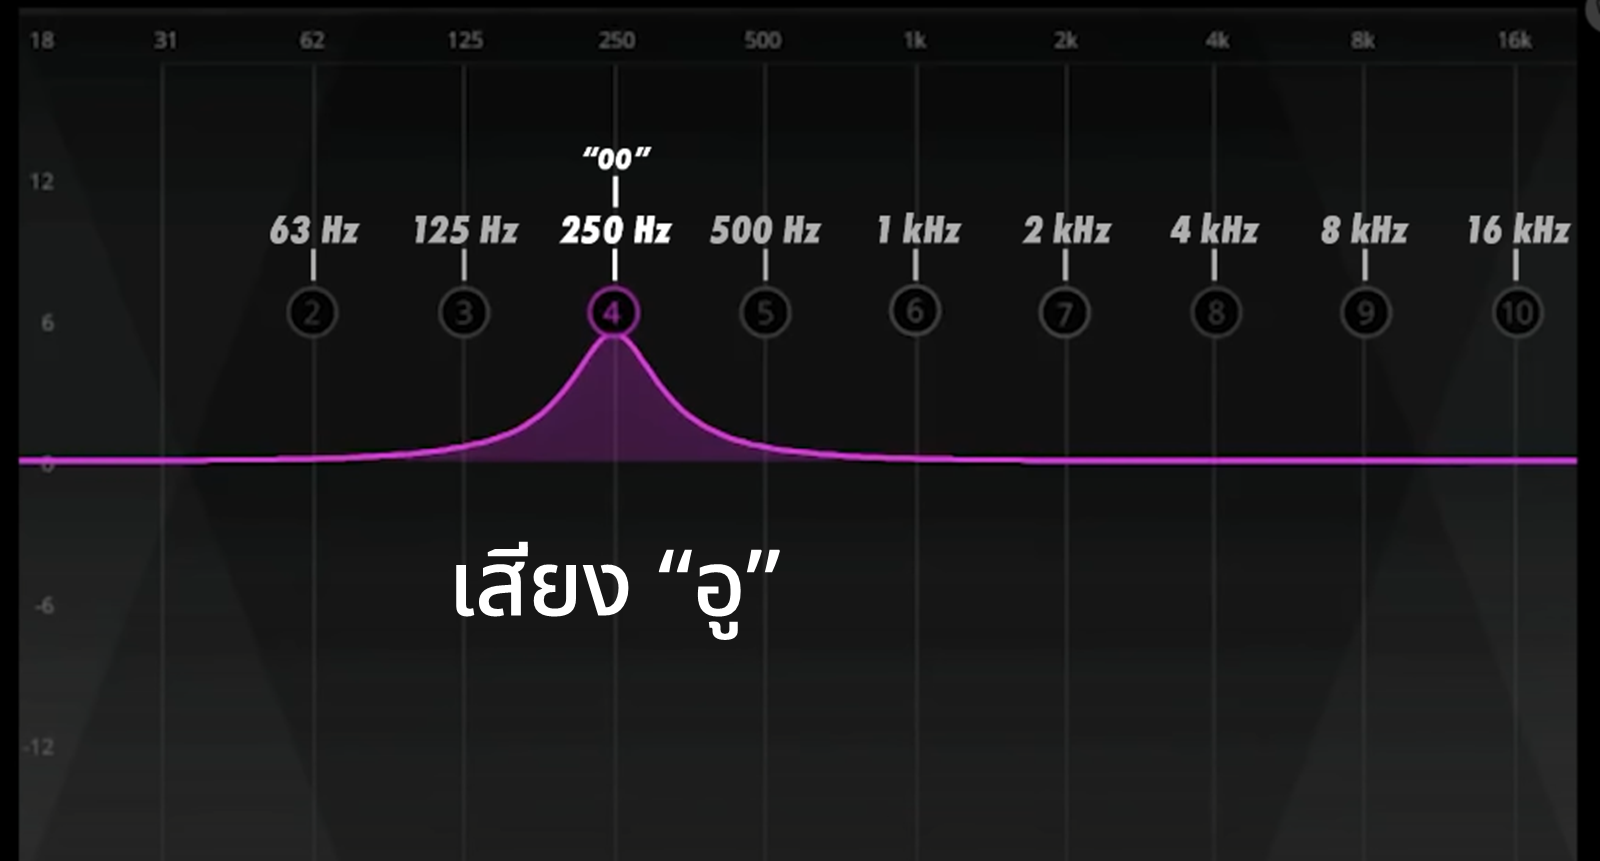 18 31 62 125 250 500 1k 2k 4k 8k 16k
“oo”
12
63 Hz 125 Hz 250 Hz 500 Hz 1 kHz 2 kHz 4 kHz 8 kHz 16 kHz
2 3 4 5 6 7 8 9 10
6
0
เสียง “อู”
-6
-12